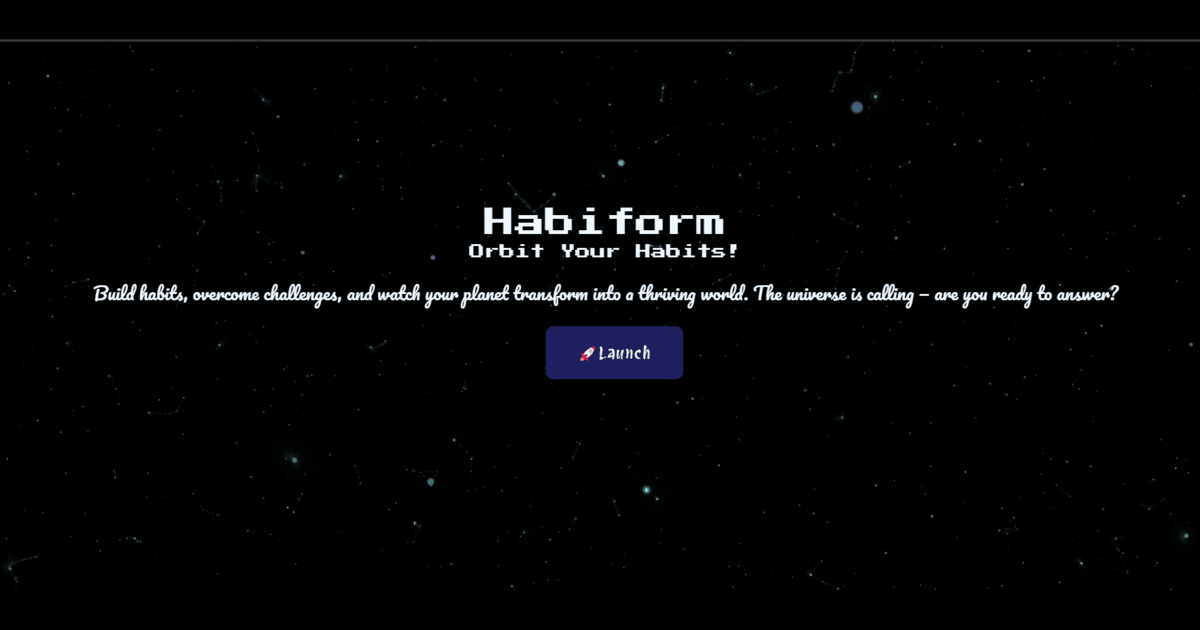 Habiform
Orbit Your Habits!
Build habits, overcome challenges, and watch your planet transform into a thriving world. The universe is calling – are you ready to answer?
🚀Launch